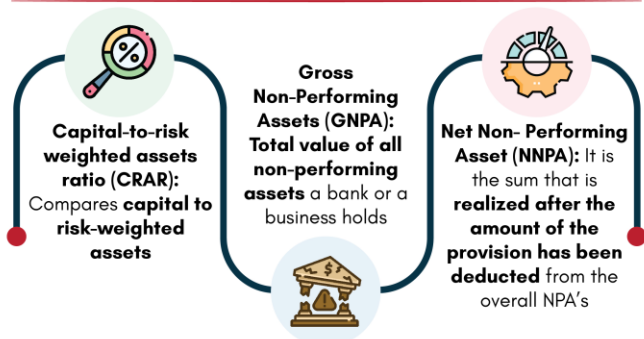 Capital-to-risk
weighted assets
ratio (CRAR):
Compares capital to
risk-weighted
assets
Gross
Non-Performing
Assets (GNPA):
Total value of all
non-performing
assets a bank or a
business holds
Net Non- Performing
Asset (NNPA): It is
the sum that is
realized after the
amount of the
provision has been
deducted from the
overall NPA's